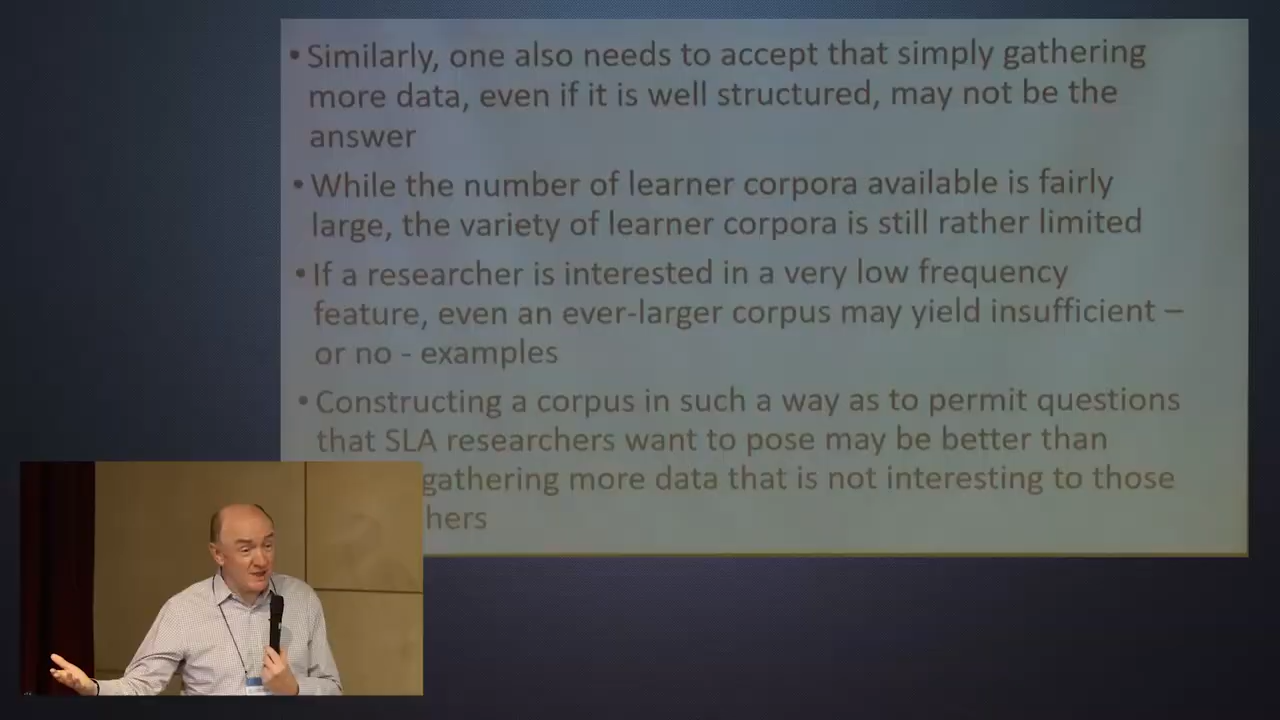 • Similarly, one also needs to accept that simply gathering
more data, even if it is well structured, may not be the
answer
• While the number of learner corpora available is fairly
large, the variety of learner corpora is still rather limited
• If a researcher is interested in a very low frequency
feature, even an ever-larger corpus may yield insufficient –
or no - examples
• Constructing a corpus in such a way as to permit questions
that SLA researchers want to pose may be better than
gathering more data that is not interesting to those
hers